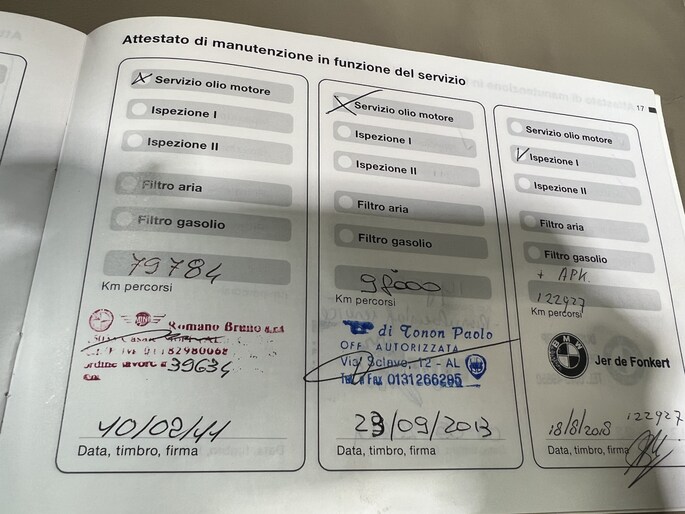 Attestato di manutenzione in funzione del servizio
17
X Servizio olio motore
Ispezione I
Ispezione II
Filtro aria
Filtro gasolio
79784
Km percorsi
Romano Bruno
01182980068
39634
10/02/11
Data, timbro, firma
X Servizio olio motore
Ispezione I
Ispezione II
Filtro aria
Filtro gasolio
98000
Km percorsi
di Tonon Paolo
OFF AUTORIZZATA
Via Sclavo, 12 - AL
Tel. e Fax 0131266295
23/09/2013
Data, timbro, firma
Servizio olio motore
V Ispezione I
Ispezione II
Filtro aria
Filtro gasolio
+ APK.
122927
Km percorsi
BMW
Jer de Fonkert
122927
18/8/2018
Data, timbro, firma